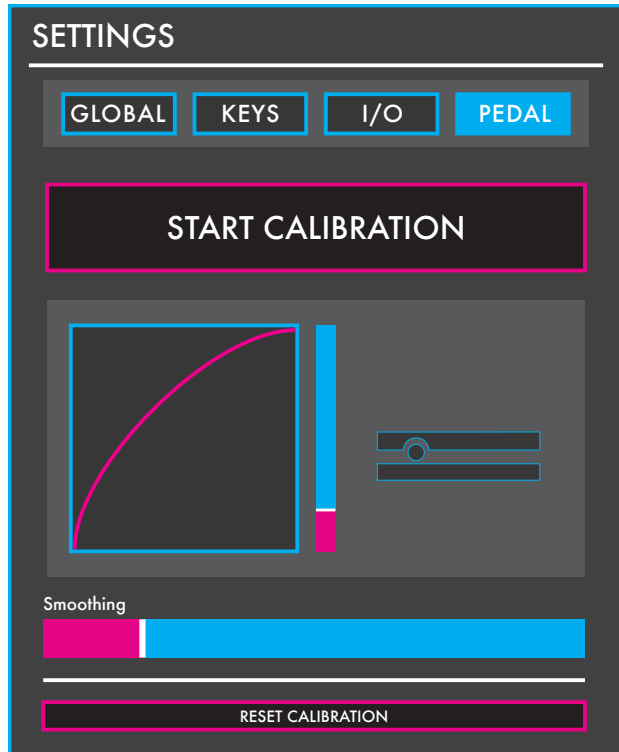 SETTINGS
GLOBAL KEYS I/O PEDAL
START CALIBRATION
Smoothing
RESET CALIBRATION